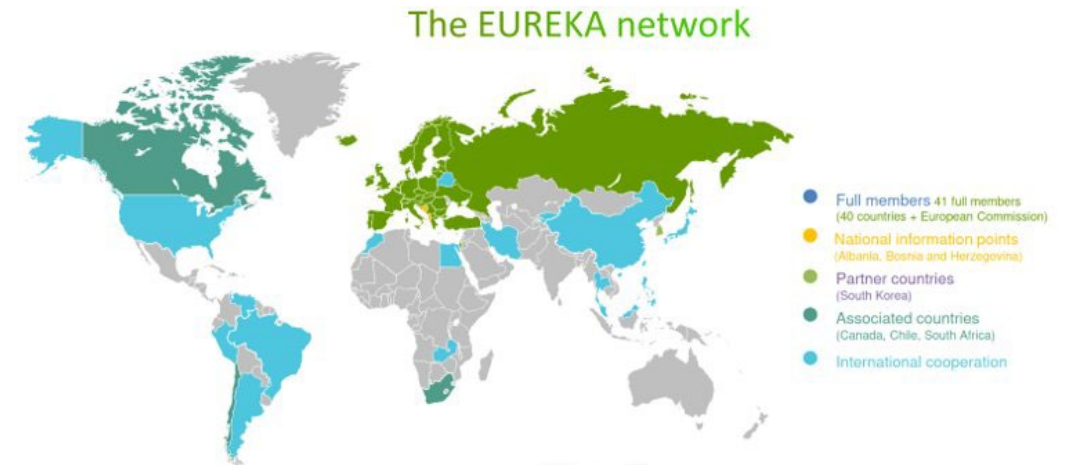 The EUREKA network
Full members 41 full members
(40 countries + European Commission)
National information points
(Albania, Bosnia and Herzegovina)
Partner countries
(South Korea)
Associated countries
(Canada, Chile, South Africa)
International cooperation